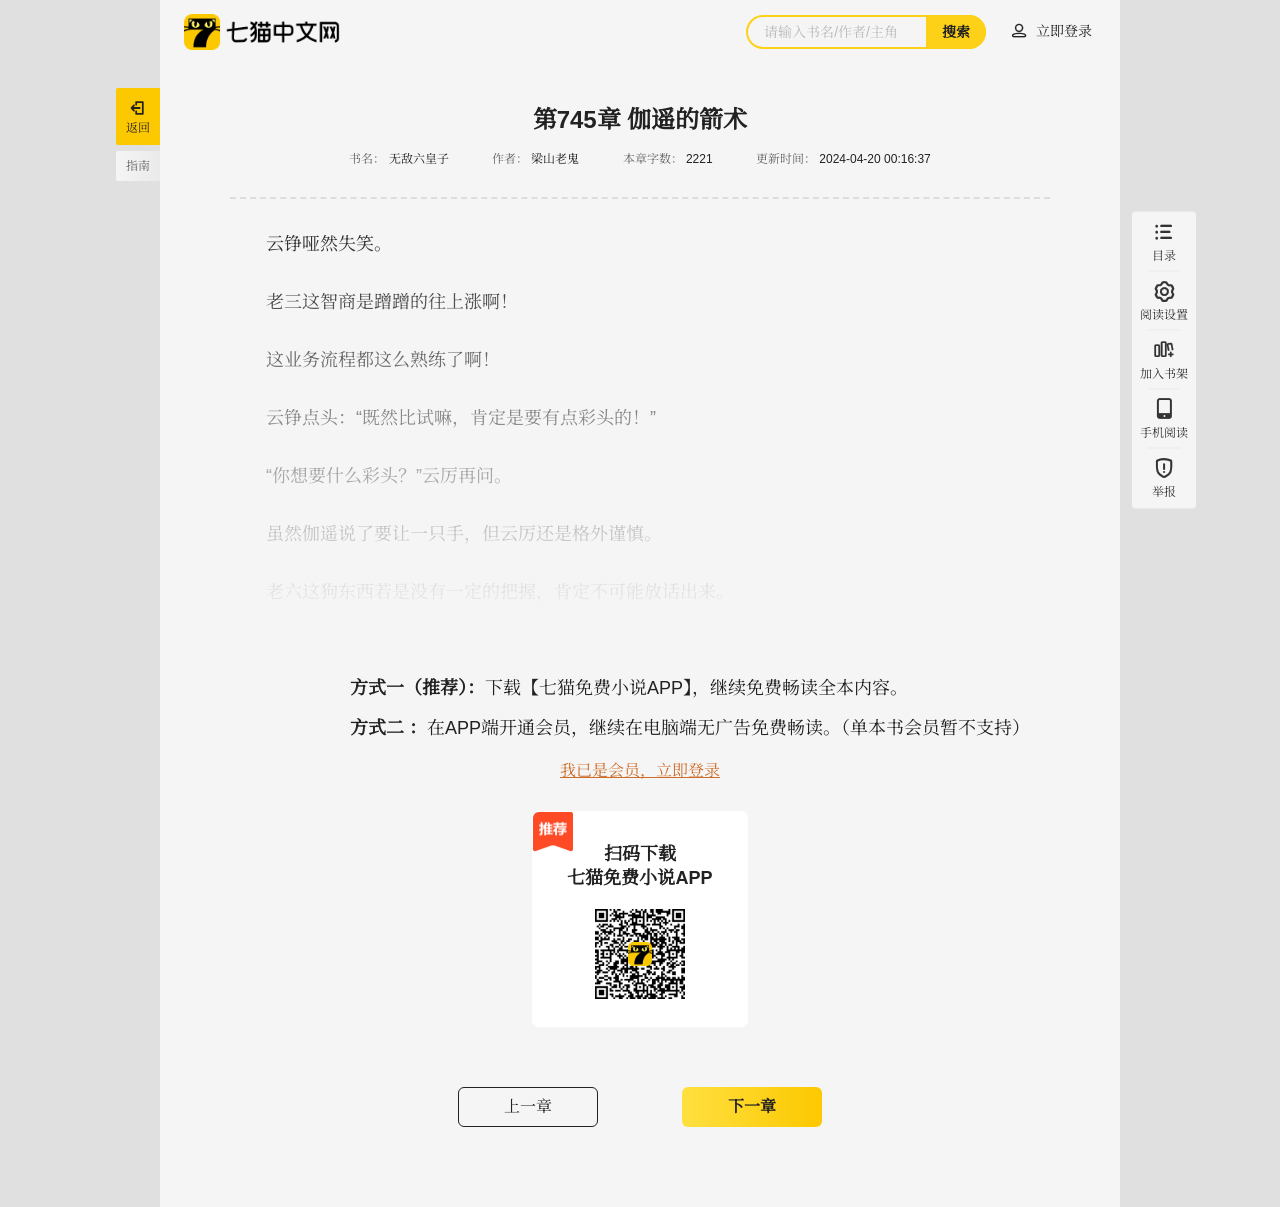 七猫中文网
请输入书名/作者/主角
搜索
立即登录
返回
指南
第745章 伽遥的箭术
书名： 无敌六皇子 作者： 梁山老鬼 本章字数： 2221 更新时间： 2024-04-20 00:16:37
云铮哑然失笑。
老三这智商是蹭蹭的往上涨啊！
这业务流程都这么熟练了啊！
云铮点头：“既然比试嘛，肯定是要有点彩头的！”
“你想要什么彩头？”云厉再问。
虽然伽遥说了要让一只手，但云厉还是格外谨慎。
老六这狗东西若是没有一定的把握，肯定不可能放话出来。
目录
阅读设置
加入书架
手机阅读
举报
方式一（推荐）：下载【七猫免费小说APP】，继续免费畅读全本内容。
方式二 ：在APP端开通会员，继续在电脑端无广告免费畅读。（单本书会员暂不支持）
我已是会员，立即登录
推荐
扫码下载
七猫免费小说APP
上一章
下一章